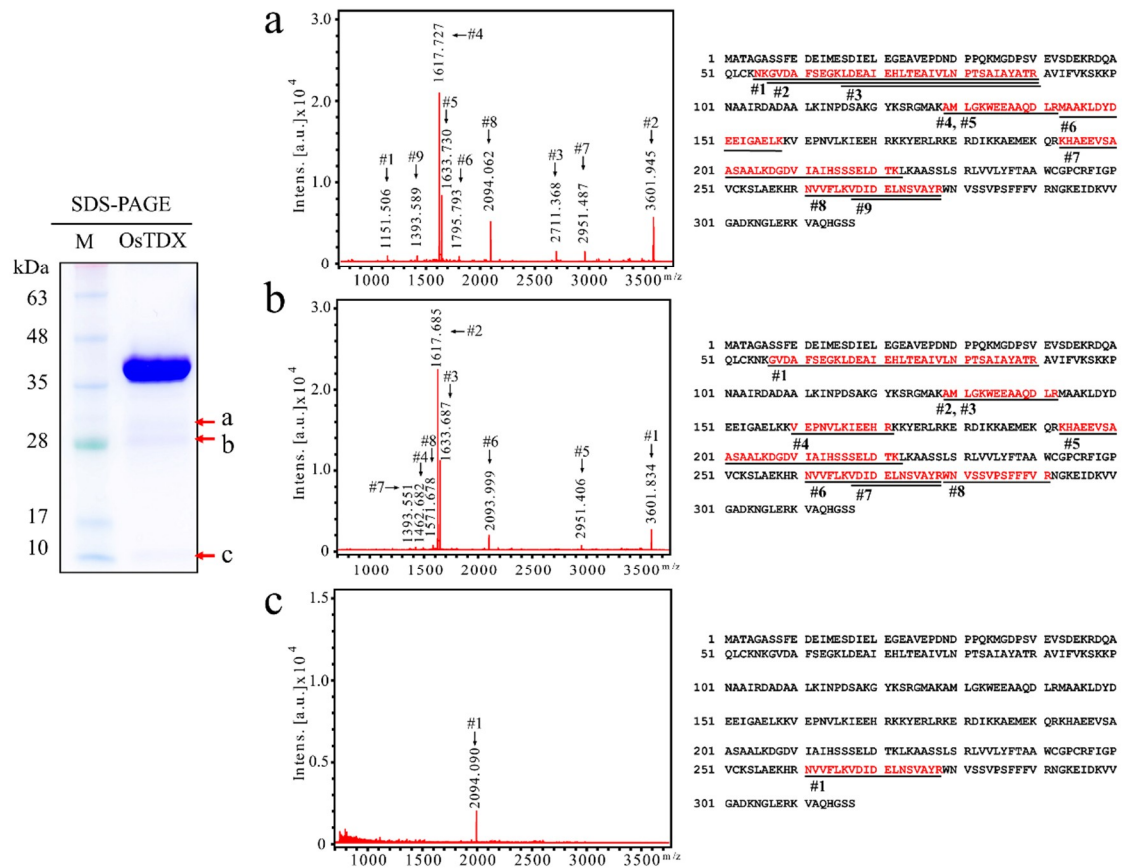 SDS-PAGE
M OsTDX
kDa
63
48
35
28
17
10
a
b
c
a
Intens. [a.u.]x10⁴
3.0
2.0
1.0
0
1000 1500 2000 2500 3000 3500 m/z
#1
1151.506
#9
1393.589
1617.727
#4
#5
1633.730
#6
1795.793
#8
2094.062
#3
2711.368
#7
2951.487
#2
3601.945
1 MATAGASSFE DEIMESDIEL EGEAVEPDND PPQKMGDPSV EVSDEKRDQA
51 QLCKNKGVDA FSEGKLDEAI EHLTEAIVLN PTSAIAYATR AVIFVKSKKP
#1 #2 #3
101 NAAIRDADAA LKINPDSAKG YKSRGMAKAM LGKWEEAAQD LRMAAKLDYD
#4, #5 #6
151 EEIGAELKKV EPNVLKIEEH RKKYERLRKE RDIKKAEMEK QRKHAEEVSA
#7
201 ASAALKDGDV IAIHSSSELD TKLKAASSLS RLVVLYFTAA WCGPCRFIGP
251 VCKSLAEKHR NVVFLKVDID ELNSVAYRWN VSSVPSFFFV RNGKEIDKVV
#8 #9
301 GADKNGLERK VAQHGSS
b
Intens. [a.u.]x10⁴
3.0
2.0
1.0
0
1000 1500 2000 2500 3000 3500 m/z
#7
1393.551
#4
1462.682
#8
1571.678
1617.685
#2
#3
1633.687
#6
2093.999
#5
2951.406
#1
3601.834
1 MATAGASSFE DEIMESDIEL EGEAVEPDND PPQKMGDPSV EVSDEKRDQA
51 QLCKNKGVDA FSEGKLDEAI EHLTEAIVLN PTSAIAYATR AVIFVKSKKP
#1
101 NAAIRDADAA LKINPDSAKG YKSRGMAKAM LGKWEEAAQD LRMAAKLDYD
#2, #3
151 EEIGAELKKV EPNVLKIEEH RKKYERLRKE RDIKKAEMEK QRKHAEEVSA
#4 #5
201 ASAALKDGDV IAIHSSSELD TKLKAASSLS RLVVLYFTAA WCGPCRFIGP
251 VCKSLAEKHR NVVFLKVDID ELNSVAYRWN VSSVPSFFFV RNGKEIDKVV
#6 #7 #8
301 GADKNGLERK VAQHGSS
c
Intens. [a.u.]x10⁴
1.5
1.0
0.5
0
1000 1500 2000 2500 3000 3500 m/z
#1
2094.090
1 MATAGASSFE DEIMESDIEL EGEAVEPDND PPQKMGDPSV EVSDEKRDQA
51 QLCKNKGVDA FSEGKLDEAI EHLTEAIVLN PTSAIAYATR AVIFVKSKKP
101 NAAIRDADAA LKINPDSAKG YKSRGMAKAM LGKWEEAAQD LRMAAKLDYD
151 EEIGAELKKV EPNVLKIEEH RKKYERLRKE RDIKKAEMEK QRKHAEEVSA
201 ASAALKDGDV IAIHSSSELD TKLKAASSLS RLVVLYFTAA WCGPCRFIGP
251 VCKSLAEKHR NVVFLKVDID ELNSVAYRWN VSSVPSFFFV RNGKEIDKVV
#1
301 GADKNGLERK VAQHGSS